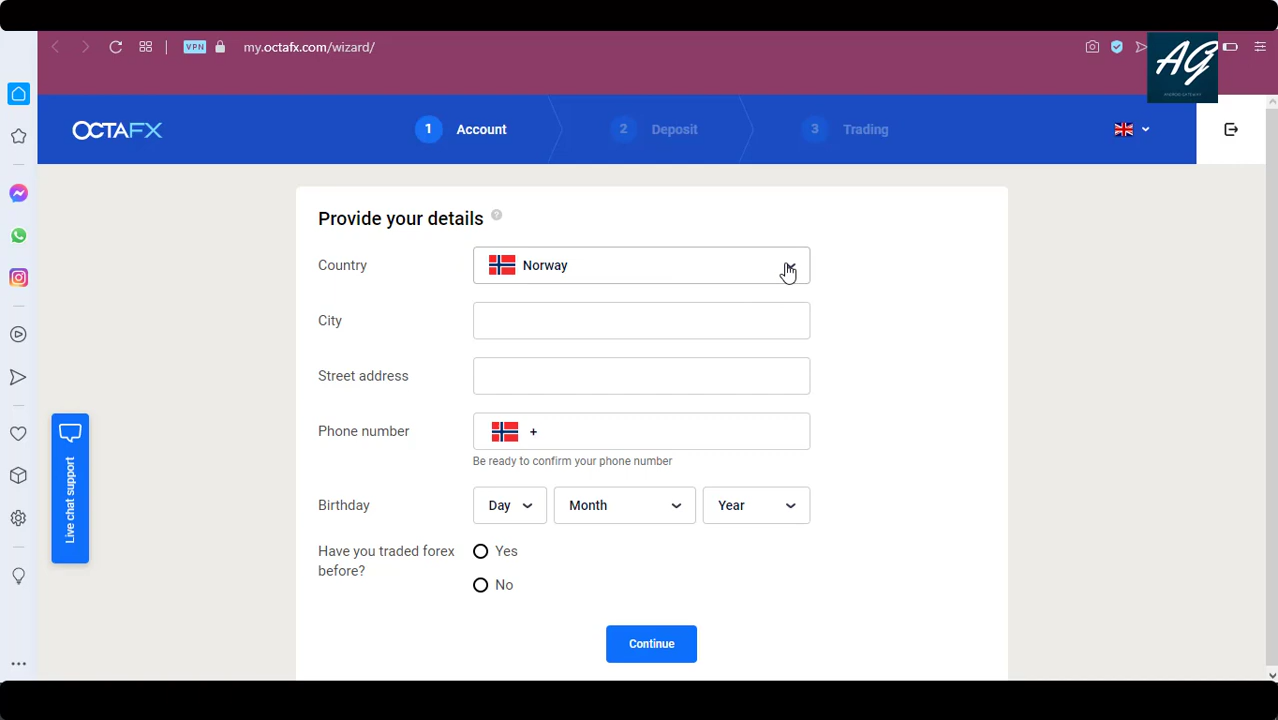 VPN
my.octafx.com/wizard/
AG
OCTAFX
1 Account
2 Deposit
3 Trading
Provide your details ?
Country
Norway
City
Street address
Phone number
+
Be ready to confirm your phone number
Birthday
Day
Month
Year
Have you traded forex
before?
Yes
No
Continue
Live chat support